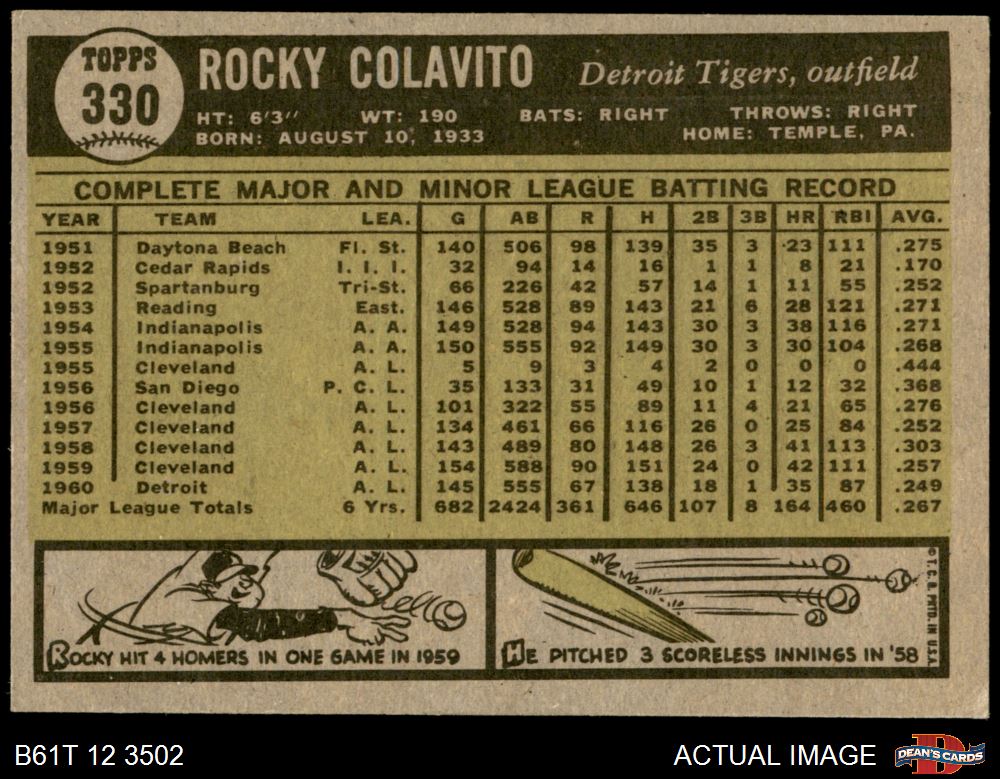 TOPPS
330
ROCKY COLAVITO Detroit Tigers, outfield
HT: 6'3" WT: 190 BATS: RIGHT THROWS: RIGHT
BORN: AUGUST 10, 1933 HOME: TEMPLE, PA.
COMPLETE MAJOR AND MINOR LEAGUE BATTING RECORD
YEAR TEAM LEA. G AB R H 2B 3B HR RBI AVG.
1951 Daytona Beach Fl. St. 140 506 98 139 35 3 23 111 .275
1952 Cedar Rapids I. I. I. 32 94 14 16 1 1 8 21 .170
1952 Spartanburg Tri-St. 66 226 42 57 14 1 11 55 .252
1953 Reading East. 146 528 89 143 21 6 28 121 .271
1954 Indianapolis A. A. 149 528 94 143 30 3 38 116 .271
1955 Indianapolis A. A. 150 555 92 149 30 3 30 104 .268
1955 Cleveland A. L. 5 9 3 4 2 0 0 0 .444
1956 San Diego P. C. L. 35 133 31 49 10 1 12 32 .368
1956 Cleveland A. L. 101 322 55 89 11 4 21 65 .276
1957 Cleveland A. L. 134 461 66 116 26 0 25 84 .252
1958 Cleveland A. L. 143 489 80 148 26 3 41 113 .303
1959 Cleveland A. L. 154 588 90 151 24 0 42 111 .257
1960 Detroit A. L. 145 555 67 138 18 1 35 87 .249
Major League Totals 6 Yrs. 682 2424 361 646 107 8 164 460 .267
ROCKY HIT 4 HOMERS IN ONE GAME IN 1959
HE PITCHED 3 SCORELESS INNINGS IN '58
© T. C. G. PRTD. IN U.S.A.
B61T 12 3502 ACTUAL IMAGE
DEAN'S CARDS